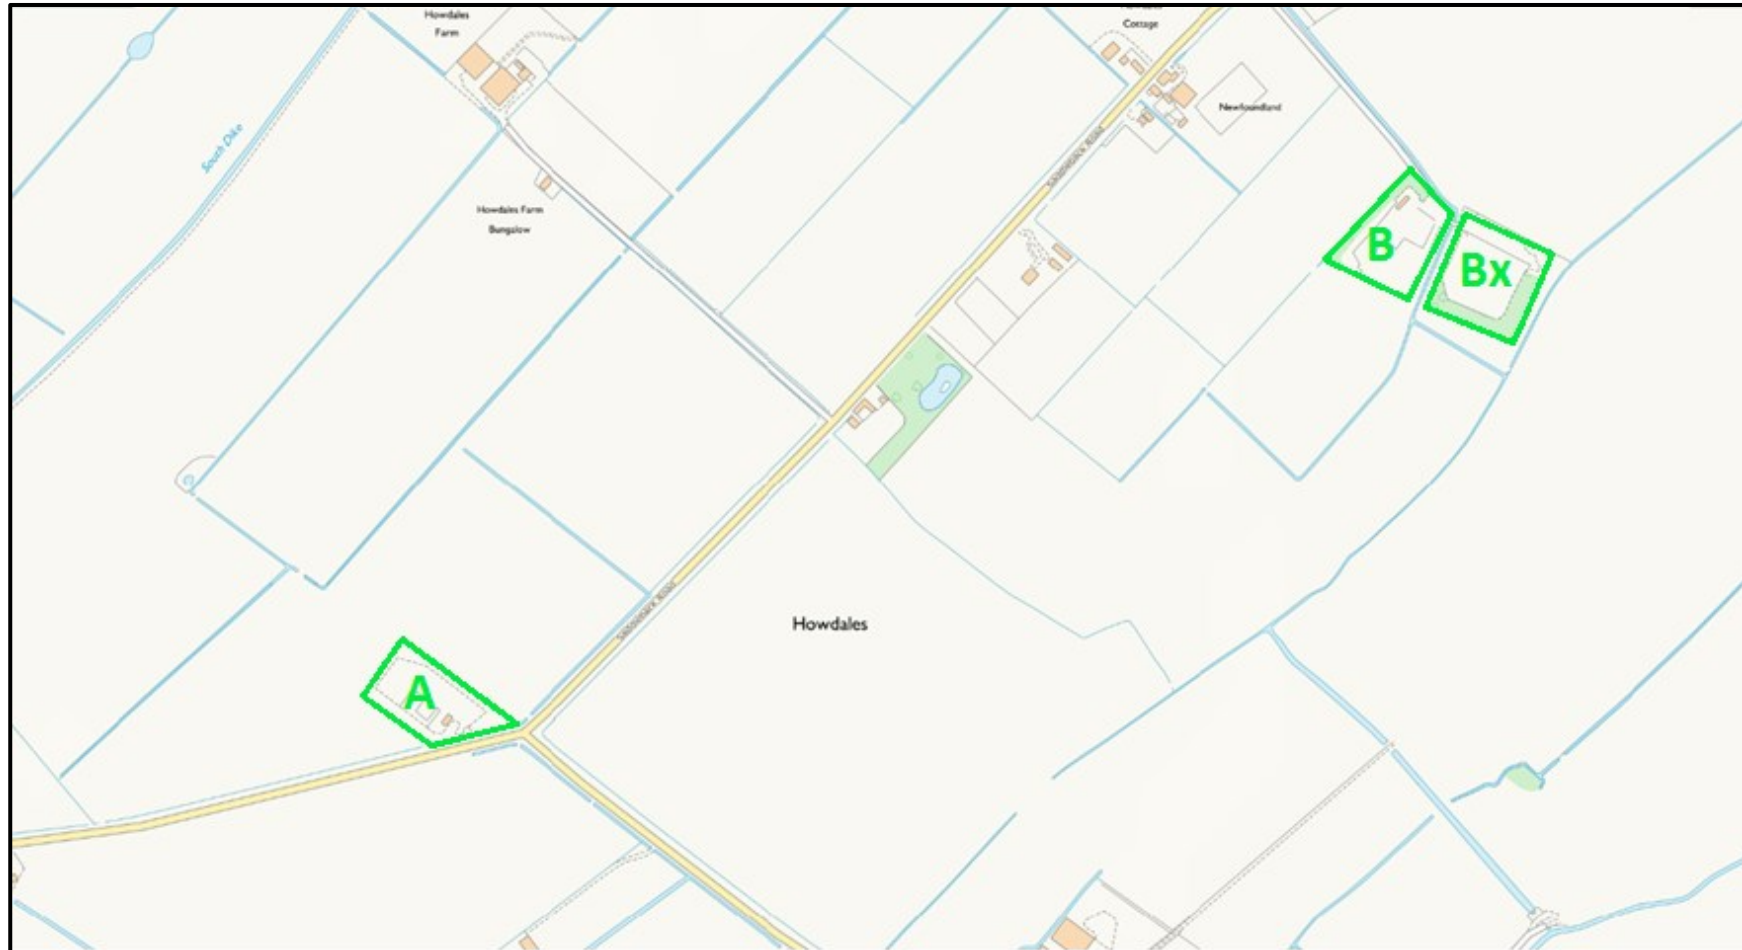 Howdales
Farm
Cottage
Newfoundland
South Dike
Howdales Farm
Bungalow
B
Bx
Howdales
A